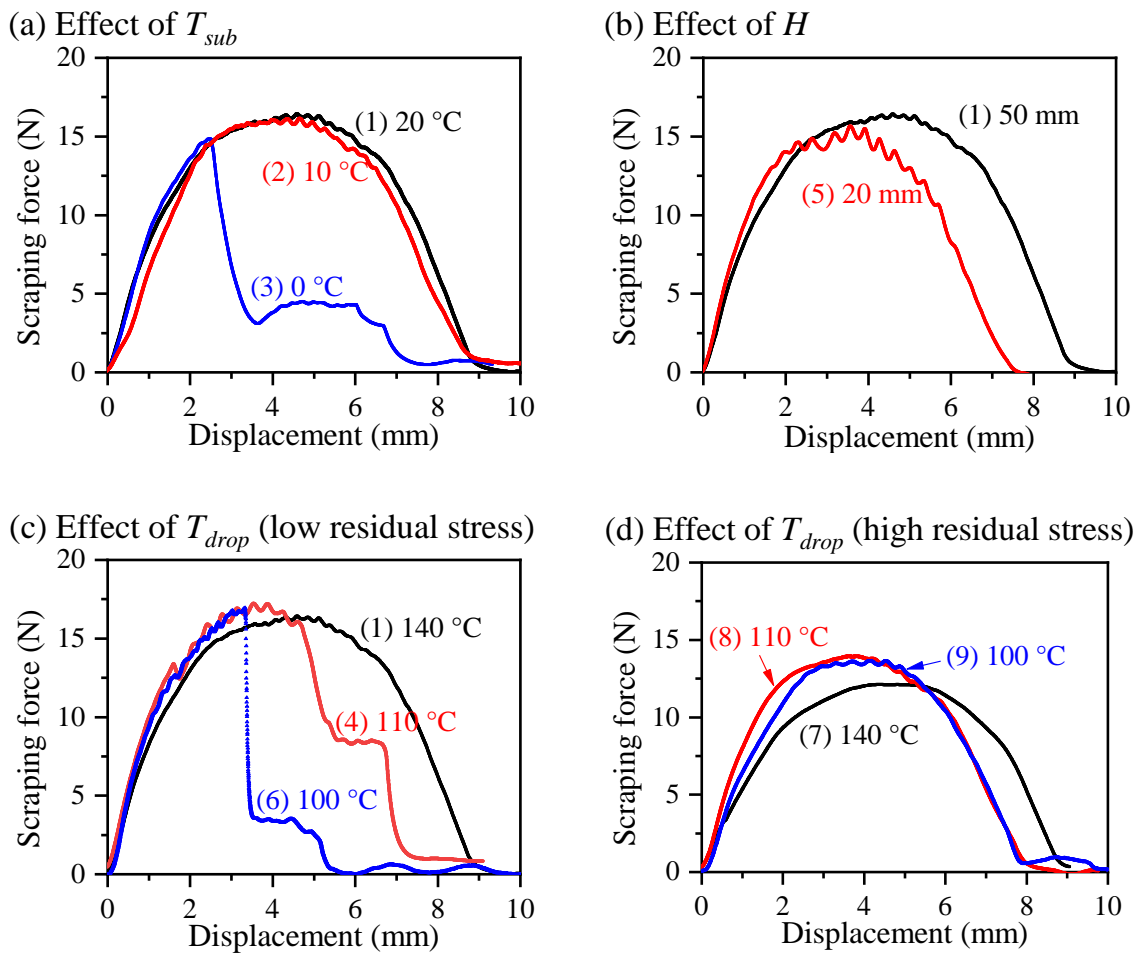 (a) Effect of T_sub
Scraping force (N)
20
15
10
5
0
0 2 4 6 8 10
Displacement (mm)
(1) 20 °C
(2) 10 °C
(3) 0 °C
(b) Effect of H
Scraping force (N)
20
15
10
5
0
0 2 4 6 8 10
Displacement (mm)
(1) 50 mm
(5) 20 mm
(c) Effect of T_drop (low residual stress)
Scraping force (N)
20
15
10
5
0
0 2 4 6 8 10
Displacement (mm)
(1) 140 °C
(4) 110 °C
(6) 100 °C
(d) Effect of T_drop (high residual stress)
Scraping force (N)
20
15
10
5
0
0 2 4 6 8 10
Displacement (mm)
(8) 110 °C
(9) 100 °C
(7) 140 °C